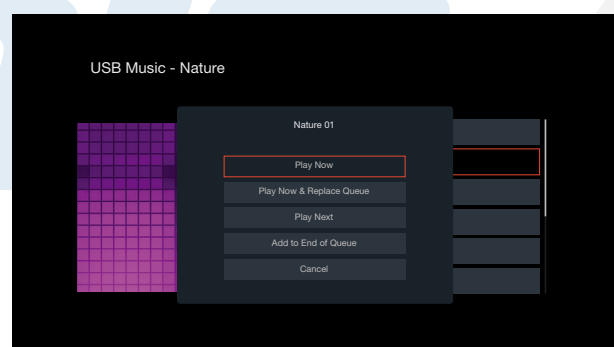 USB Music - Nature
Nature 01
Play Now
Play Now & Replace Queue
Play Next
Add to End of Queue
Cancel